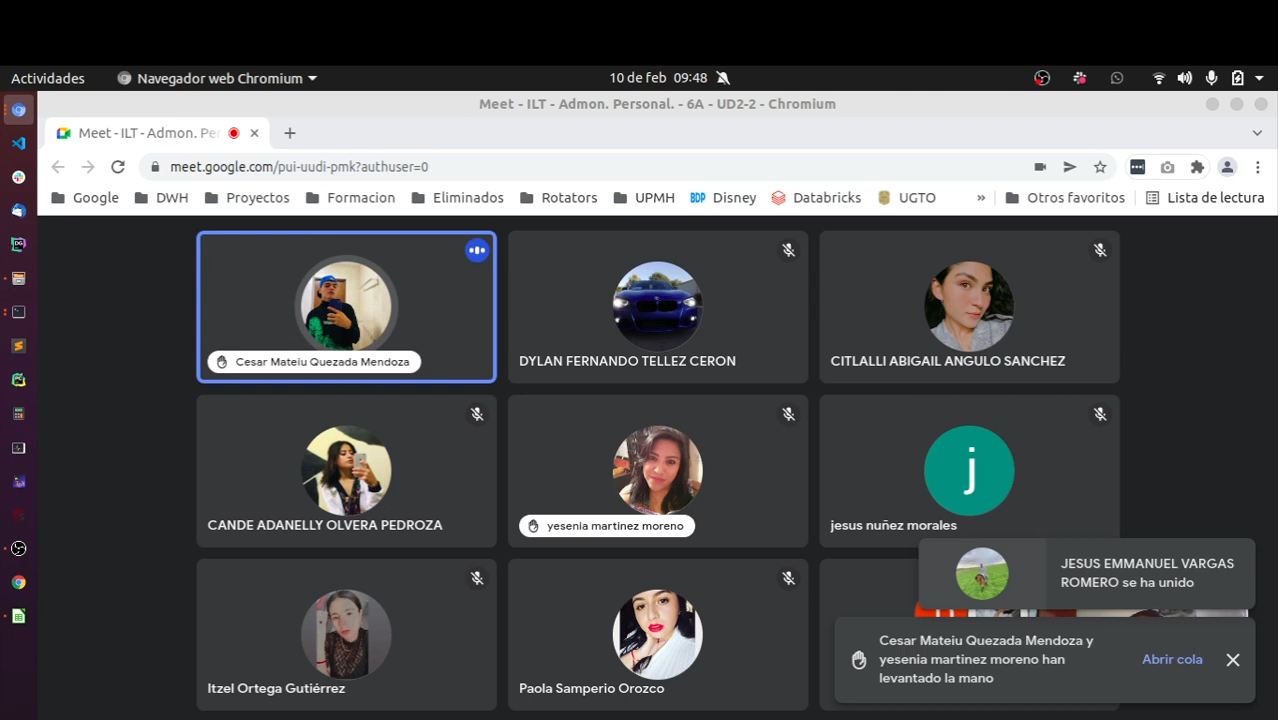 Actividades
Navegador web Chromium
10 de feb 09:48
Meet - ILT - Admon. Personal. - 6A - UD2-2 - Chromium
Meet - ILT - Admon. Pe
meet.google.com/pui-uudi-pmk?authuser=0
Google
DWH
Proyectos
Formacion
Eliminados
Rotators
UPMH
BDP Disney
Databricks
UGTO
»
Otros favoritos
Lista de lectura
Cesar Mateiu Quezada Mendoza
DYLAN FERNANDO TELLEZ CERON
CITLALLI ABIGAIL ANGULO SANCHEZ
CANDE ADANELLY OLVERA PEDROZA
yesenia martinez moreno
j
jesus nuñez morales
JESUS EMMANUEL VARGAS
ROMERO se ha unido
Itzel Ortega Gutiérrez
Paola Samperio Orozco
Cesar Mateiu Quezada Mendoza y
yesenia martinez moreno han
levantado la mano
Abrir cola